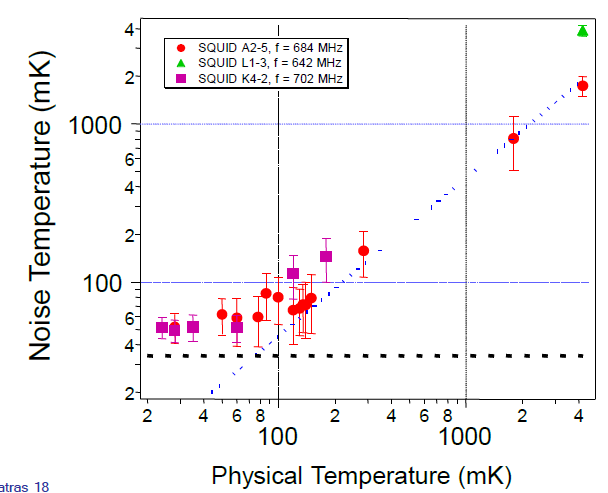 4
SQUID A2-5, f = 684 MHz
SQUID L1-3, f = 642 MHz
SQUID K4-2, f = 702 MHz
2
1000
6
4
2
100
6
4
2
Noise Temperature (mK)
2 4 6 8 2 4 6 8 2 4
100 1000
Physical Temperature (mK)
atras 18